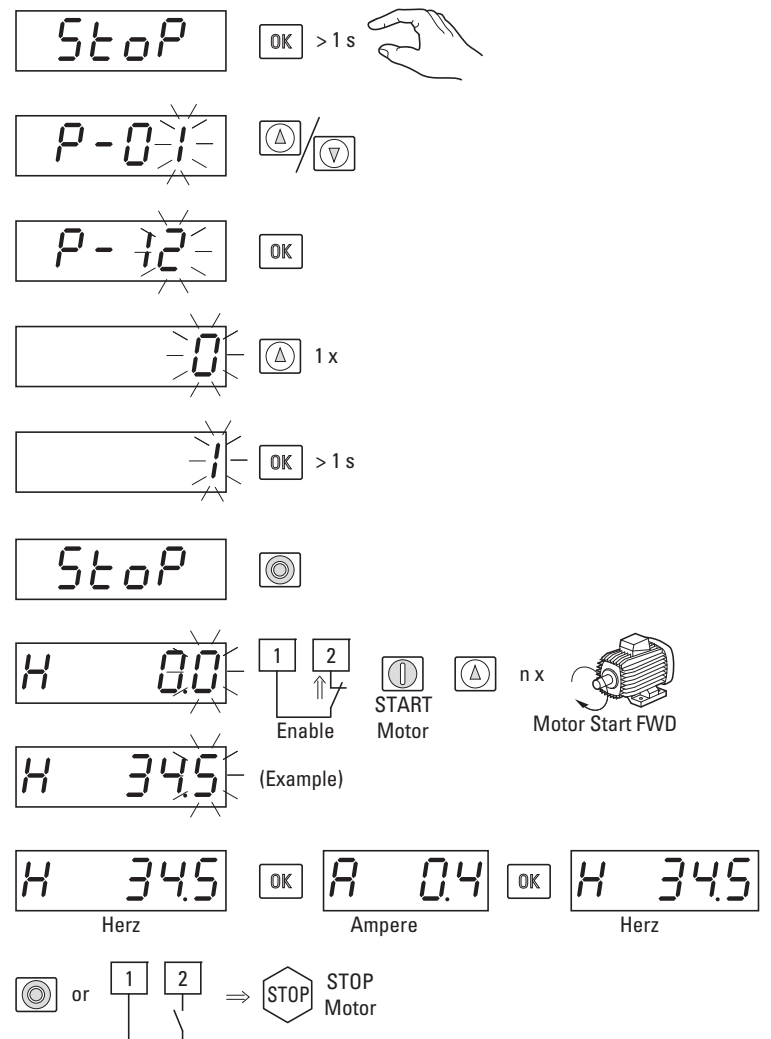 StoP OK > 1 s
P-01
P-12 OK
0 1 x
1 OK > 1 s
StoP
H 0.0 1 2 n x
Enable
START
Motor
Motor Start FWD
H 34.5 (Example)
H 34.5 OK A 0.4 OK H 34.5
Herz Ampere Herz
or 1 2 ⇒ STOP STOP
Motor